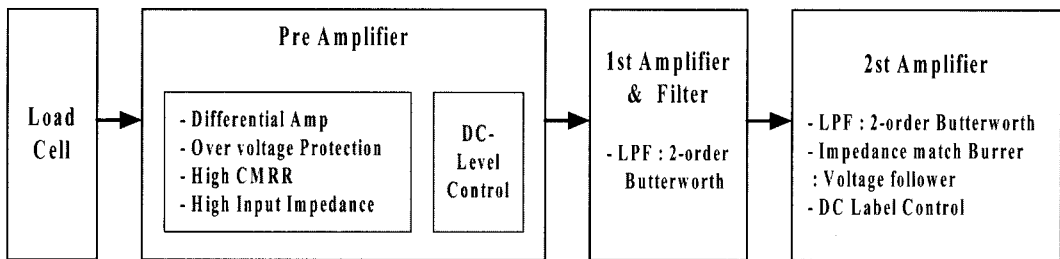 Load
Cell
Pre Amplifier
- Differential Amp
- Over voltage Protection
- High CMRR
- High Input Impedance
DC-
Level
Control
1st Amplifier
& Filter
- LPF : 2-order
Butterworth
2st Amplifier
- LPF : 2-order Butterworth
- Impedance match Burrer
: Voltage follower
- DC Label Control